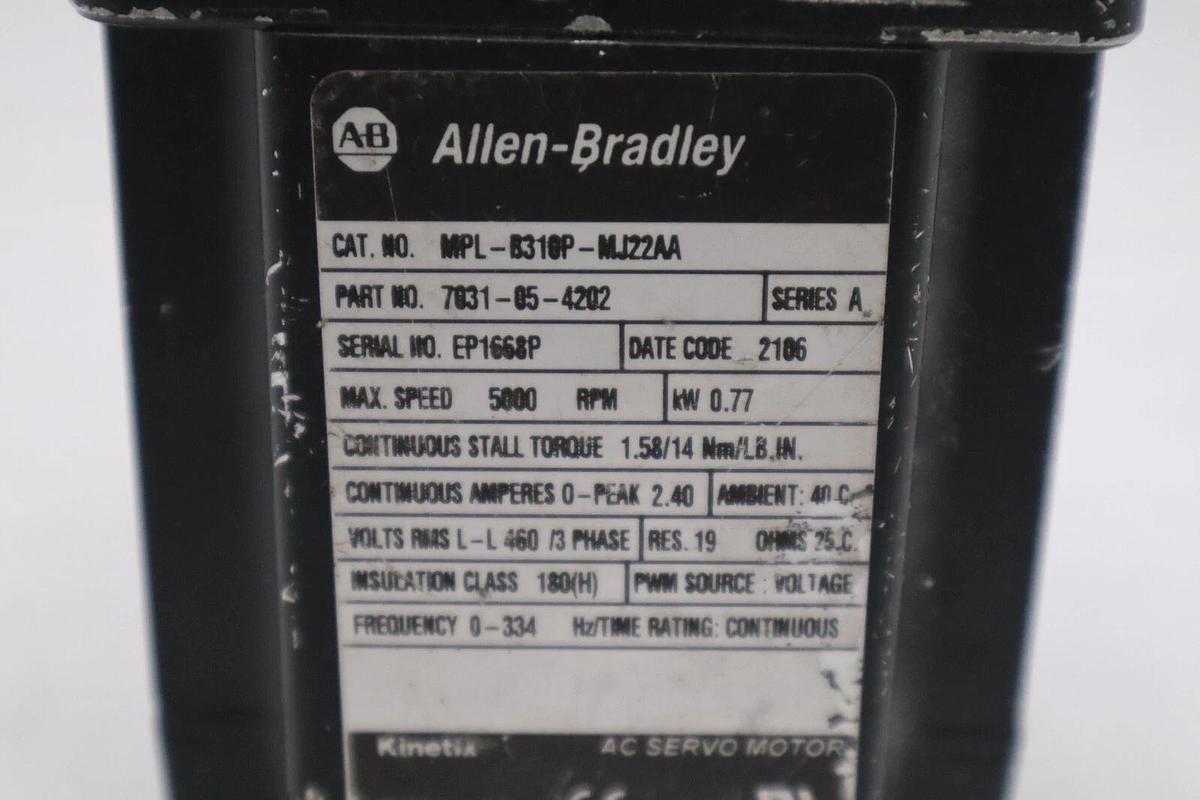 A-B Allen-Bradley
CAT. NO. MPL-B310P-MJ22AA
PART NO. 7031-05-4202 SERIES A
SERIAL NO. EP1668P DATE CODE 2106
MAX. SPEED 5000 RPM kW 0.77
CONTINUOUS STALL TORQUE 1.58/14 Nm/LB.IN.
CONTINUOUS AMPERES 0-PEAK 2.40 AMBIENT: 40 C.
VOLTS RMS L-L 460 /3 PHASE RES. 19 OHMS 25.C.
INSULATION CLASS 180(H) PWM SOURCE : VOLTAGE
FREQUENCY 0-334 Hz/TIME RATING: CONTINUOUS
Kinetix AC SERVO MOTOR